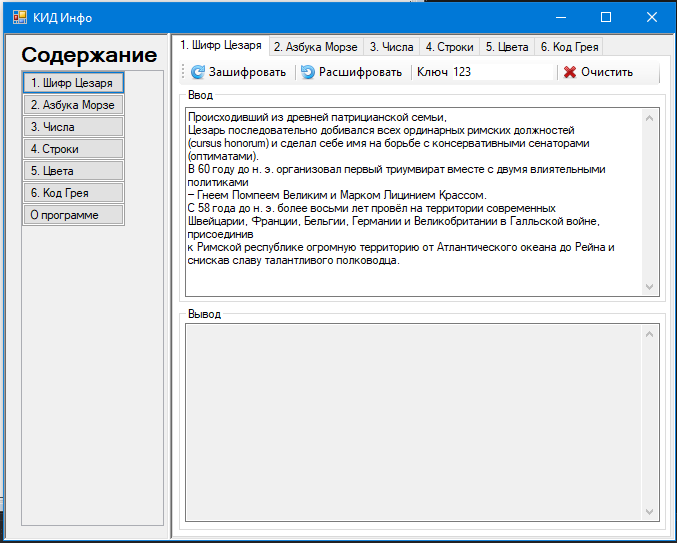 КИД Инфо
Содержание
1. Шифр Цезаря
2. Азбука Морзе
3. Числа
4. Строки
5. Цвета
6. Код Грея
О программе
1. Шифр Цезаря 2. Азбука Морзе 3. Числа 4. Строки 5. Цвета 6. Код Грея
Зашифровать Расшифровать Ключ 123 Очистить
Ввод
Происходивший из древней патрицианской семьи,
Цезарь последовательно добивался всех ординарных римских должностей
(cursus honorum) и сделал себе имя на борьбе с консервативными сенаторами
(оптиматами).
В 60 году до н. э. организовал первый триумвират вместе с двумя влиятельными
политиками
– Гнеем Помпеем Великим и Марком Лицинием Крассом.
С 58 года до н. э. более восьми лет провёл на территории современных
Швейцарии, Франции, Бельгии, Германии и Великобритании в Галльской войне,
присоединив
к Римской республике огромную территорию от Атлантического океана до Рейна и
снискав славу талантливого полководца.
Вывод